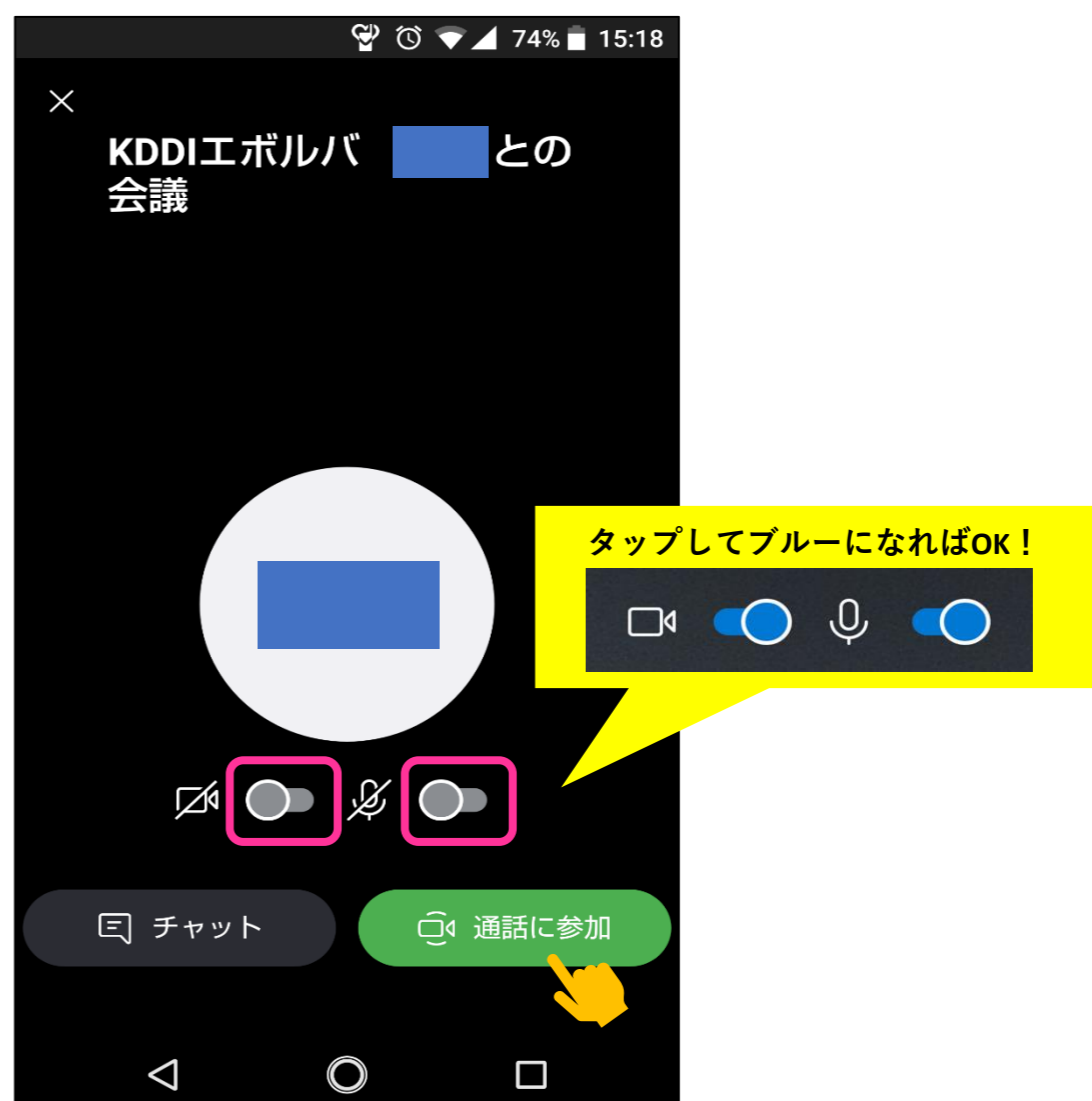 74% 15:18
KDDIエボルバ との
会議
タップしてブルーになればOK！
チャット
通話に参加